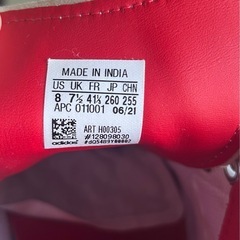 MADE IN INDIA
US UK FR JP CHN
8 7½ 41⅓ 260 255
APC 011001 06/21
ART H00305
#128098030
adidas